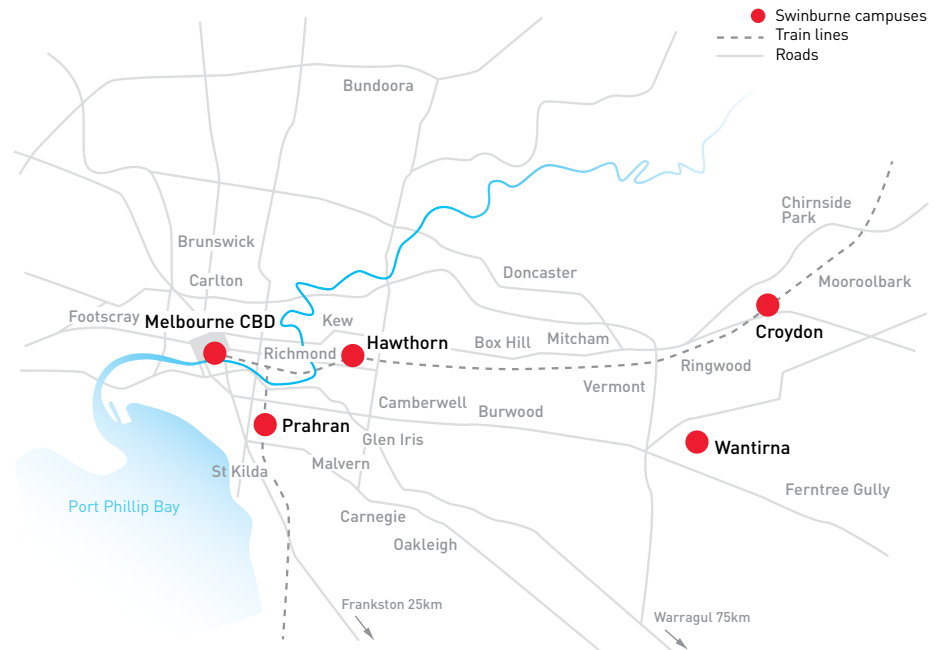 Swinburne campuses
Train lines
Roads
Bundoora
Chirnside
Park
Brunswick
Doncaster
Carlton
Mooroolbark
Footscray
Melbourne CBD
Kew
Croydon
Hawthorn
Box Hill
Mitcham
Richmond
Ringwood
Vermont
Camberwell
Burwood
Prahran
Glen Iris
Wantirna
Malvern
St Kilda
Ferntree Gully
Port Phillip Bay
Carnegie
Oakleigh
Frankston 25km
Warragul 75km